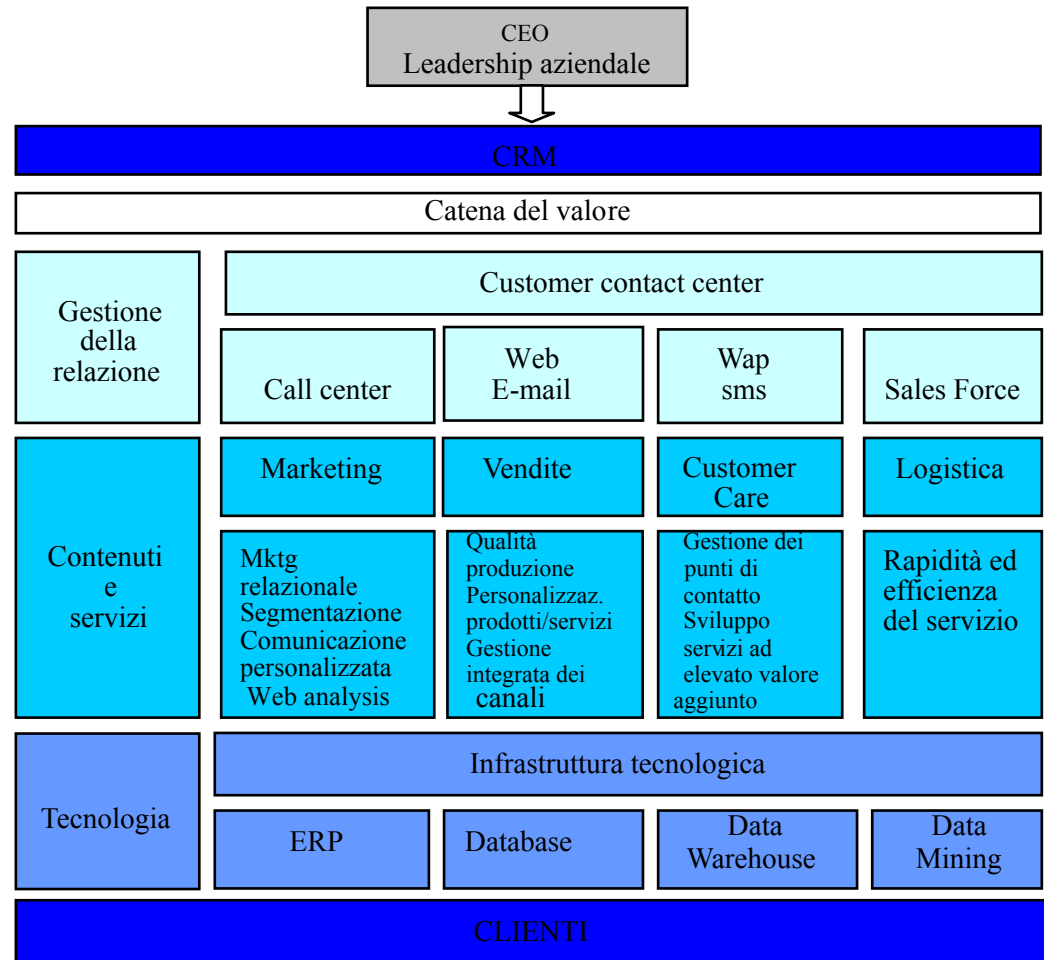 CEO
Leadership aziendale
CRM
Catena del valore
Gestione
della
relazione
Customer contact center
Call center
Web
E-mail
Wap
sms
Sales Force
Contenuti
e
servizi
Marketing
Vendite
Customer
Care
Logistica
Mktg
relazionale
Segmentazione
Comunicazione
personalizzata
Web analysis
Qualità
produzione
Personalizzaz.
prodotti/servizi
Gestione
integrata dei
canali
Gestione dei
punti di
contatto
Sviluppo
servizi ad
elevato valore
aggiunto
Rapidità ed
efficienza
del servizio
Tecnologia
Infrastruttura tecnologica
ERP
Database
Data
Warehouse
Data
Mining
CLIENTI